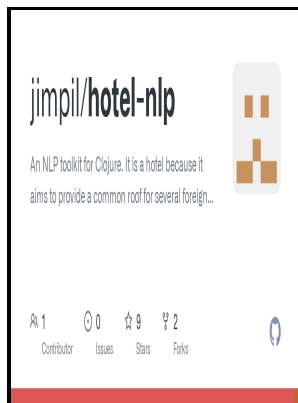 jimpil/hotel-nlp
An NLP toolkit for Clojure. It is a hotel because it
aims to provide a common roof for several foreign...
1 0 9 2
Contributor Issues Stars Forks